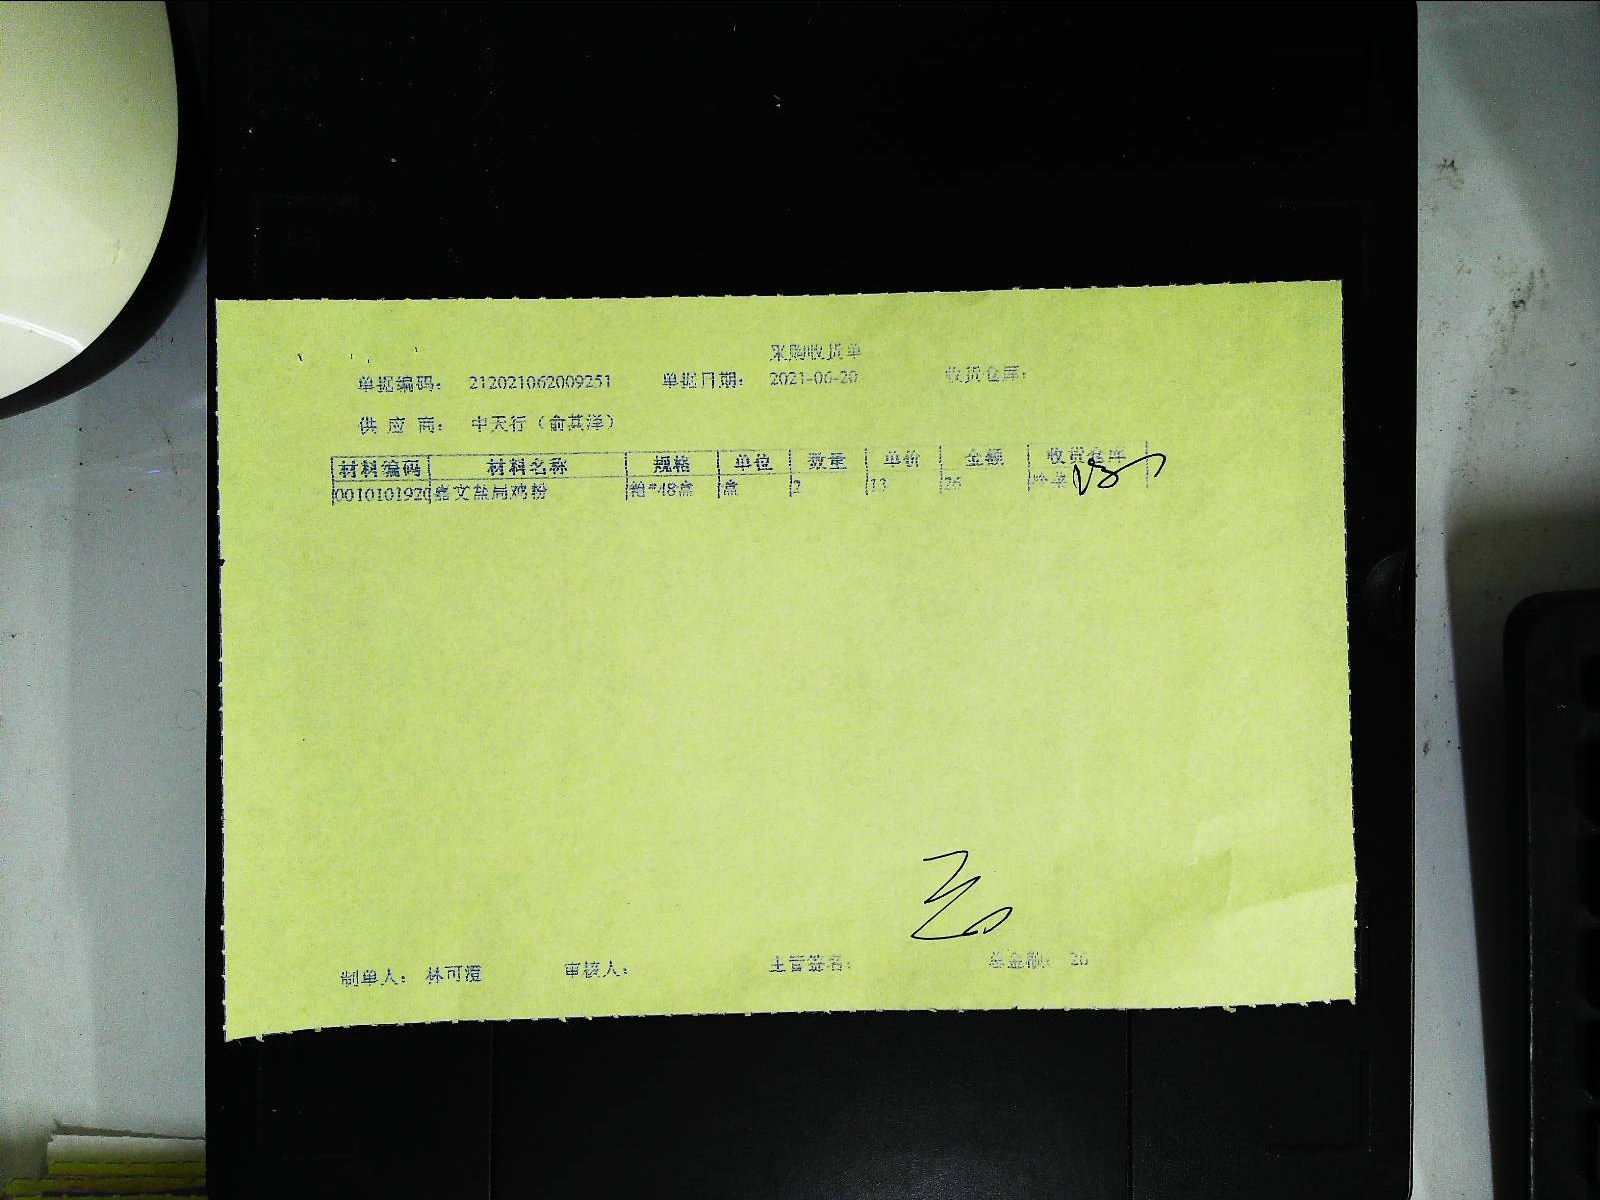 采购收货单
单据编码： 212021062009251 单据日期： 2021-06-20 收货仓库：
供 应 商： 中天行（俞其洋）
材料编码 材料名称 规格 单位 数量 单价 金额 收货仓库
0010101920 嘉文盐局鸡粉 箱*48盒 盒 2 13 26
制单人： 林可澄 审核人： 主管签名： 总金额： 26